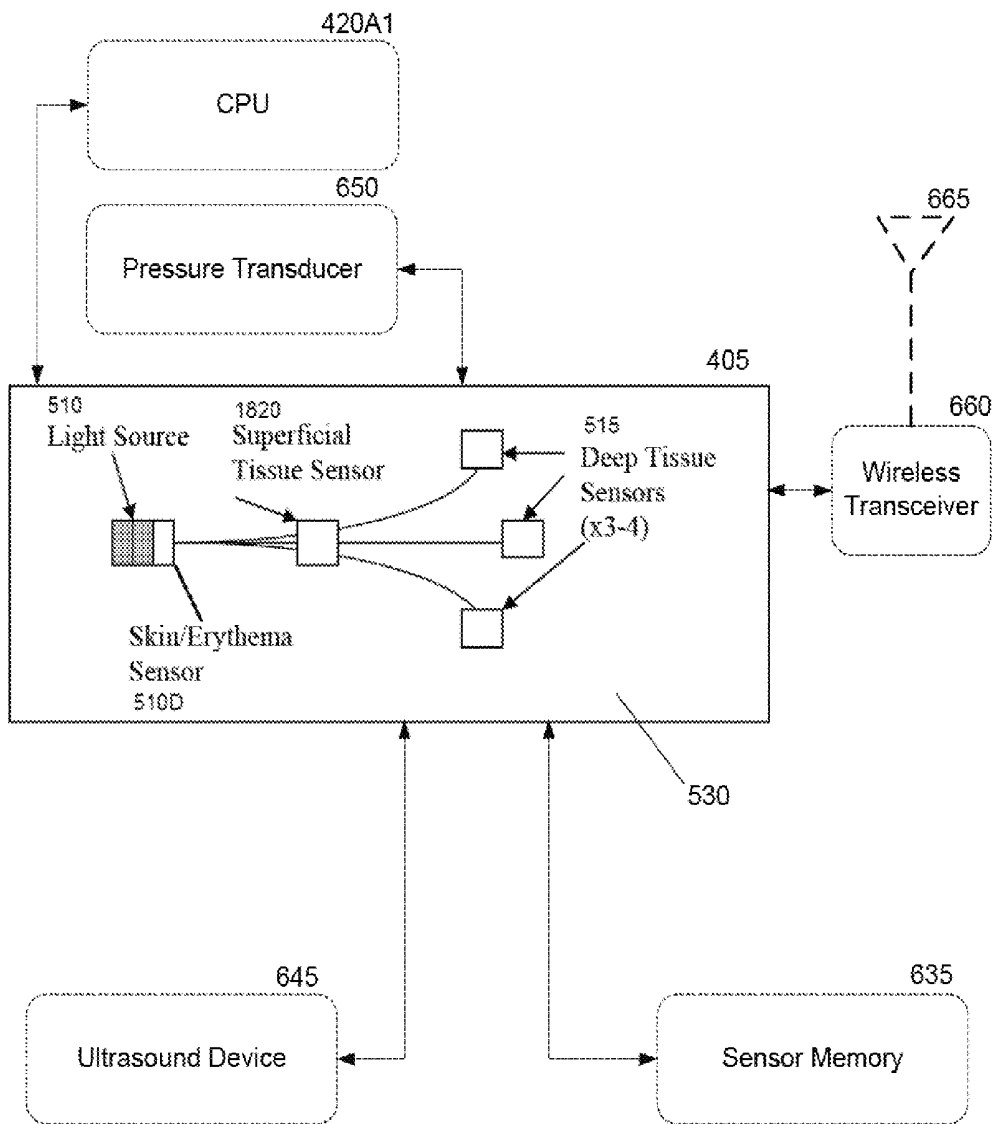 420A1
CPU
650
Pressure Transducer
665
405
660
Wireless
Transceiver
510
Light Source
1820
Superficial
Tissue Sensor
515
Deep Tissue
Sensors
(x3-4)
Skin/Erythema
Sensor
510D
530
645
Ultrasound Device
635
Sensor Memory